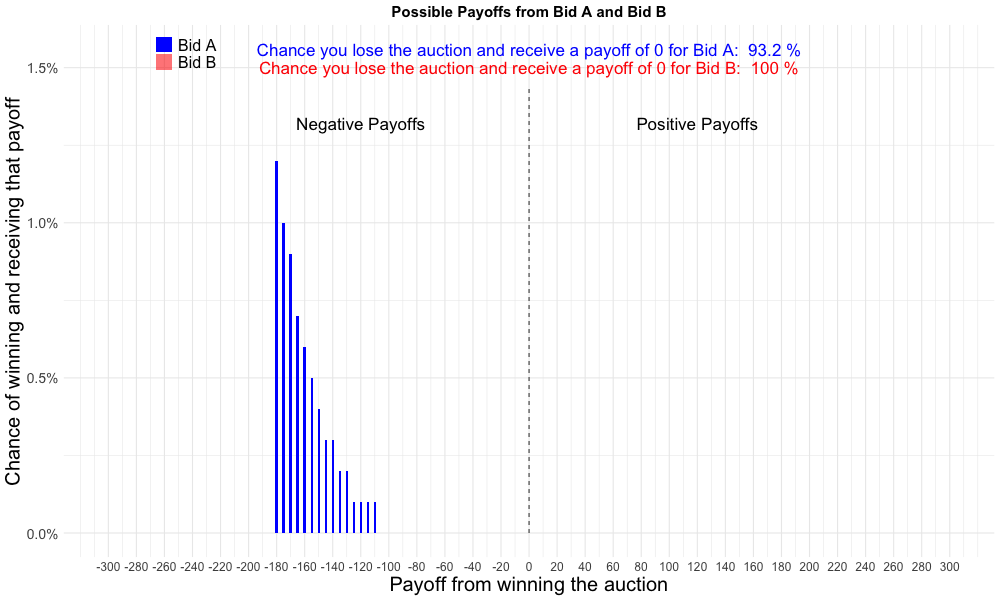 Possible Payoffs from Bid A and Bid B
Bid A
Bid B
Chance you lose the auction and receive a payoff of 0 for Bid A:  93.2 %
Chance you lose the auction and receive a payoff of 0 for Bid B:  100 %
Negative Payoffs
Positive Payoffs
Chance of winning and receiving that payoff
1.5%
1.0%
0.5%
0.0%
-300 -280 -260 -240 -220 -200 -180 -160 -140 -120 -100 -80 -60 -40 -20 0 20 40 60 80 100 120 140 160 180 200 220 240 260 280 300
Payoff from winning the auction